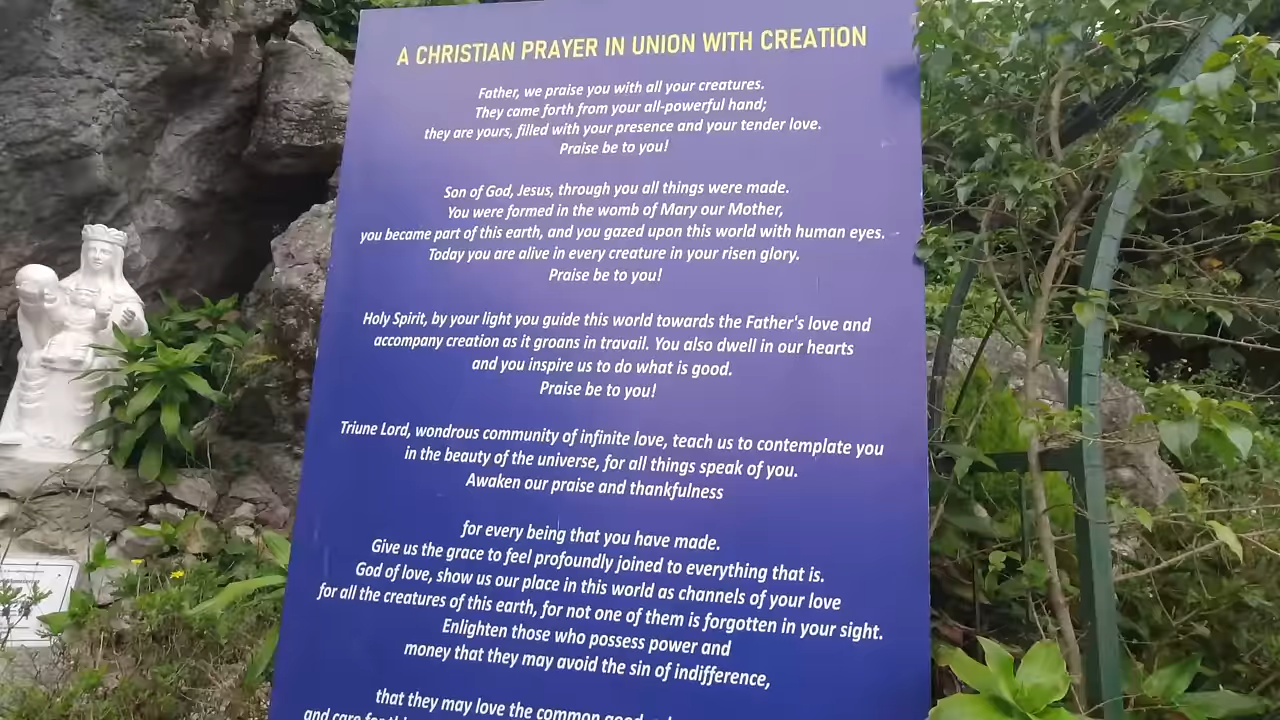 A CHRISTIAN PRAYER IN UNION WITH CREATION
Father, we praise you with all your creatures.
They came forth from your all-powerful hand;
they are yours, filled with your presence and your tender love.
Praise be to you!
Son of God, Jesus, through you all things were made.
You were formed in the womb of Mary our Mother,
you became part of this earth, and you gazed upon this world with human eyes.
Today you are alive in every creature in your risen glory.
Praise be to you!
Holy Spirit, by your light you guide this world towards the Father's love and
accompany creation as it groans in travail. You also dwell in our hearts
and you inspire us to do what is good.
Praise be to you!
Triune Lord, wondrous community of infinite love, teach us to contemplate you
in the beauty of the universe, for all things speak of you.
Awaken our praise and thankfulness
for every being that you have made.
Give us the grace to feel profoundly joined to everything that is.
God of love, show us our place in this world as channels of your love
for all the creatures of this earth, for not one of them is forgotten in your sight.
Enlighten those who possess power and
money that they may avoid the sin of indifference,
that they may love the common good,
and care for this